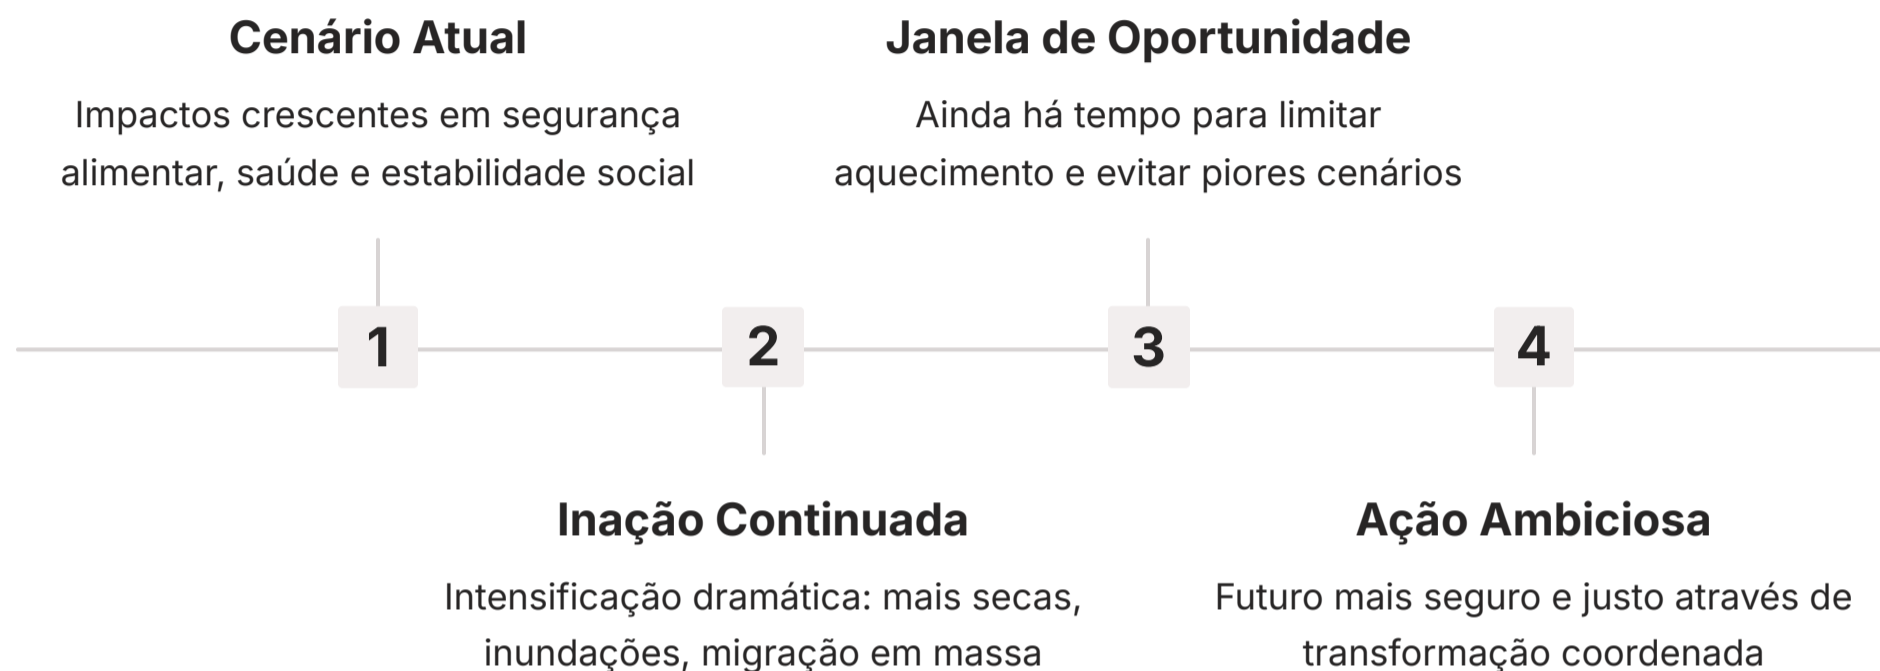 Cenário Atual
Impactos crescentes em segurança
alimentar, saúde e estabilidade social
Janela de Oportunidade
Ainda há tempo para limitar
aquecimento e evitar piores cenários
1
2
3
4
Inação Continuada
Intensificação dramática: mais secas,
inundações, migração em massa
Ação Ambiciosa
Futuro mais seguro e justo através de
transformação coordenada